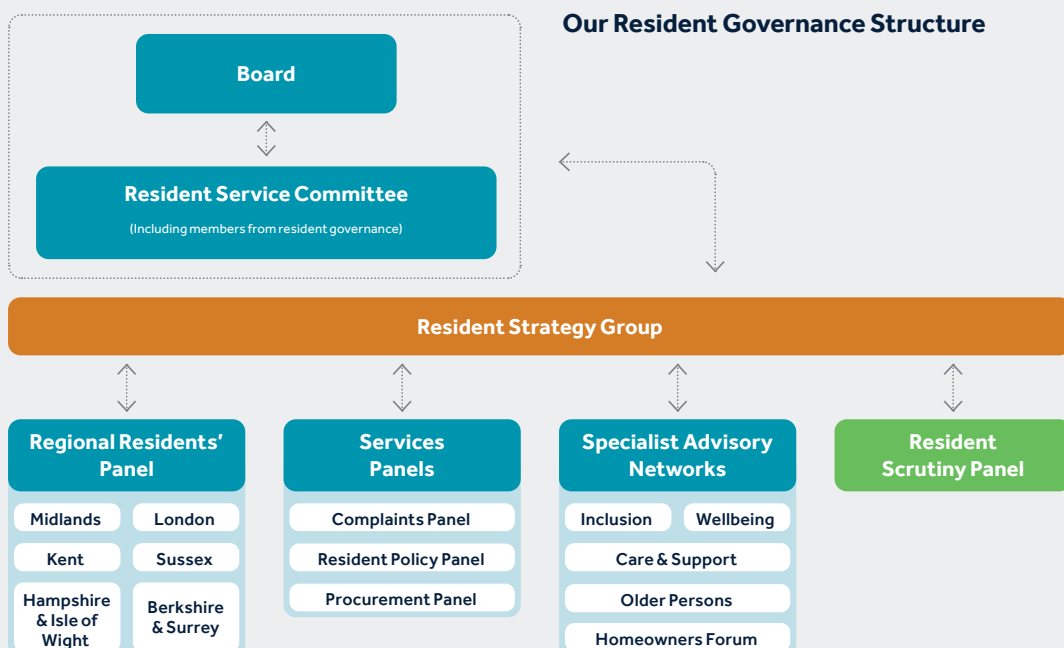 Our Resident Governance Structure
Board
Resident Service Committee
(Including members from resident governance)
Resident Strategy Group
Regional Residents’
Panel
Midlands
London
Kent
Sussex
Hampshire
& Isle of
Wight
Berkshire
& Surrey
Services
Panels
Complaints Panel
Resident Policy Panel
Procurement Panel
Specialist Advisory
Networks
Inclusion
Wellbeing
Care & Support
Older Persons
Homeowners Forum
Resident
Scrutiny Panel